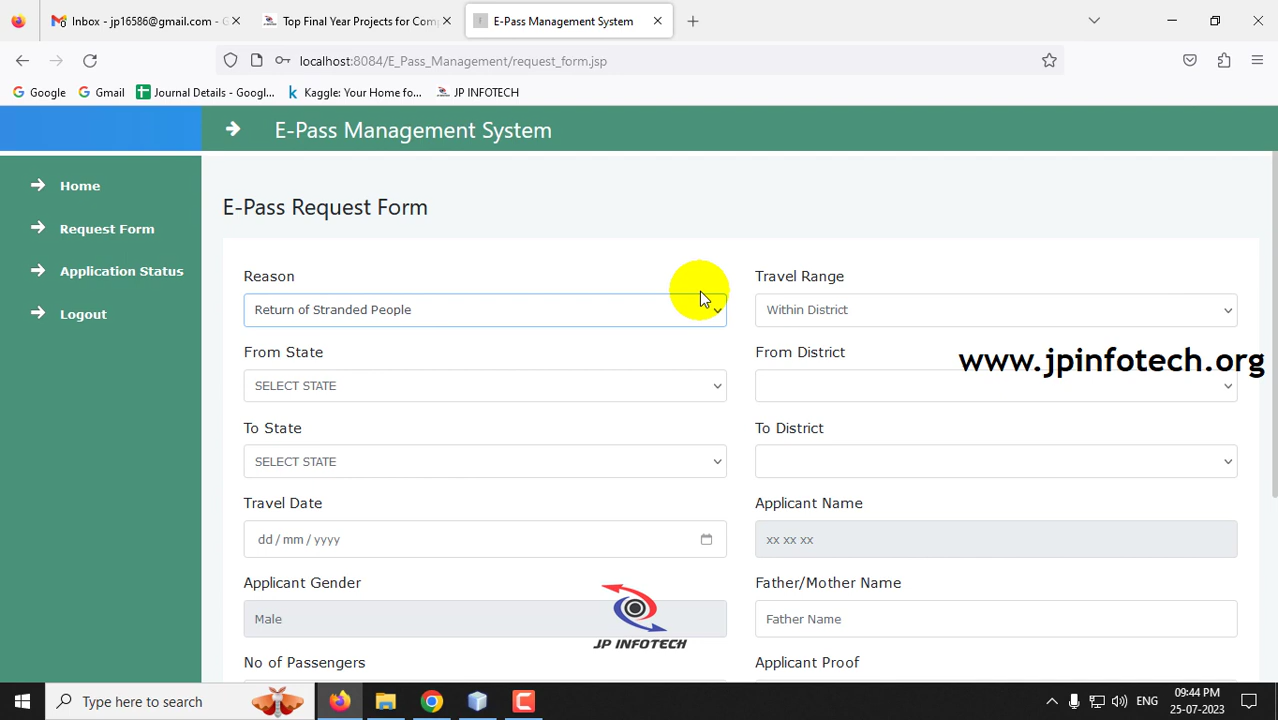 Inbox - jp16586@gmail.com - G
Top Final Year Projects for Com
E-Pass Management System
localhost:8084/E_Pass_Management/request_form.jsp
Google
Gmail
Journal Details - Googl...
Kaggle: Your Home fo...
JP INFOTECH
E-Pass Management System
Home
Request Form
Application Status
Logout
E-Pass Request Form
Reason
Travel Range
Return of Stranded People
Within District
From State
From District
www.jpinfotech.org
SELECT STATE
To State
To District
SELECT STATE
Travel Date
Applicant Name
dd / mm / yyyy
xx xx xx
Applicant Gender
Father/Mother Name
Male
Father Name
JP INFOTECH
No of Passengers
Applicant Proof
Type here to search
ENG
09:44 PM
25-07-2023